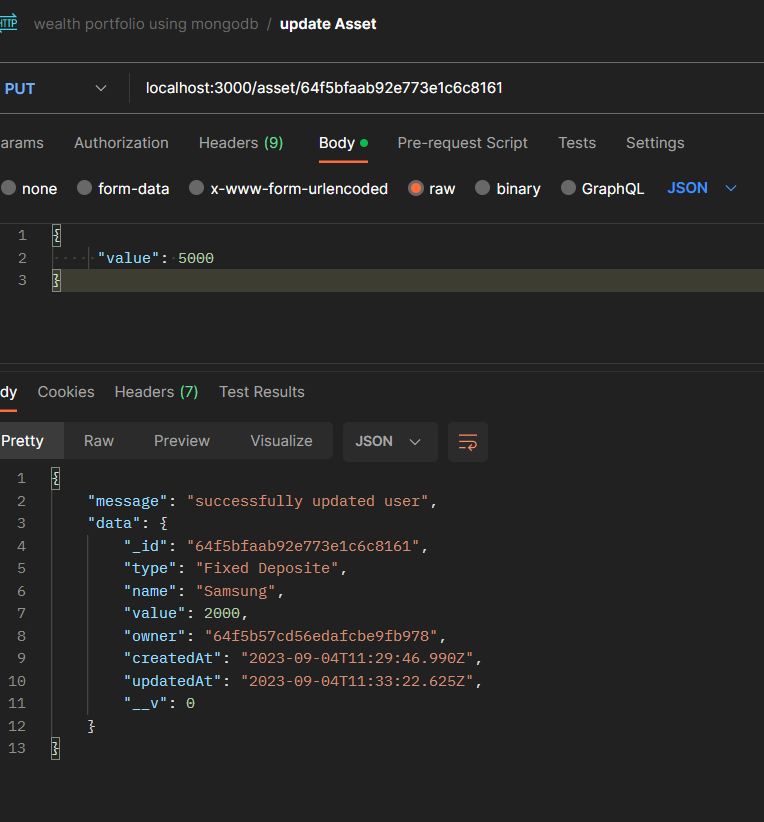 HTTP wealth portfolio using mongodb / update Asset
PUT localhost:3000/asset/64f5bfaab92e773e1c6c8161
arams Authorization Headers (9) Body Pre-request Script Tests Settings
none form-data x-www-form-urlencoded raw binary GraphQL JSON
1 {
2 "value": 5000
3 }
dy Cookies Headers (7) Test Results
Pretty Raw Preview Visualize JSON
1 {
2 "message": "successfully updated user",
3 "data": {
4 "_id": "64f5bfaab92e773e1c6c8161",
5 "type": "Fixed Deposite",
6 "name": "Samsung",
7 "value": 2000,
8 "owner": "64f5b57cd56edafcbe9fb978",
9 "createdAt": "2023-09-04T11:29:46.990Z",
10 "updatedAt": "2023-09-04T11:33:22.625Z",
11 "__v": 0
12 }
13 }